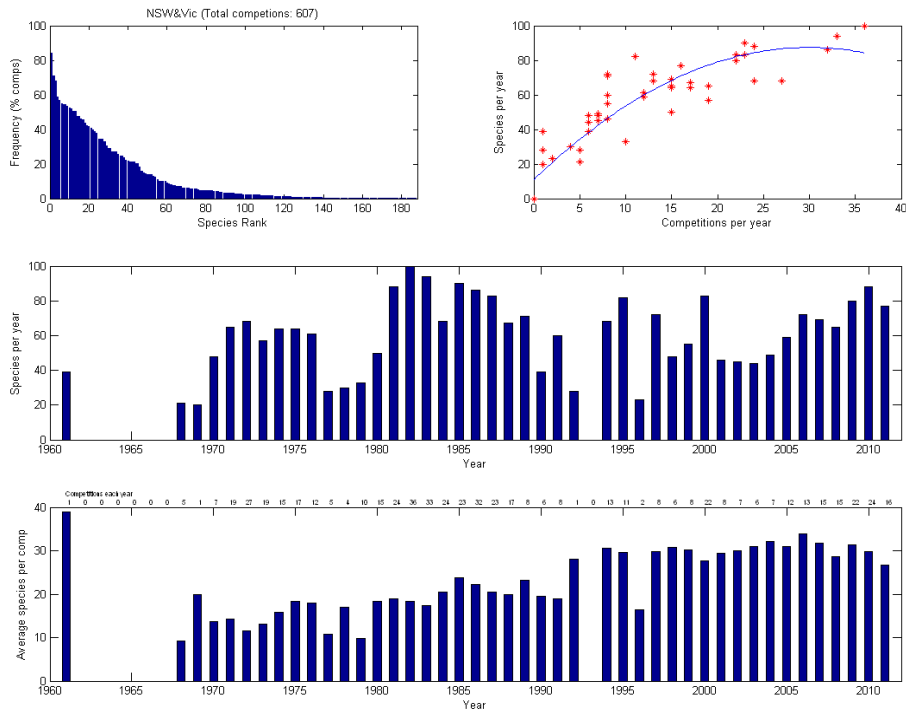 NSW&Vic (Total competions: 607)
100
80
60
40
20
0
Frequency (% comps)
0 20 40 60 80 100 120 140 160 180
Species Rank
100
80
60
40
20
0
Species per year
0 5 10 15 20 25 30 35 40
Competitions per year
100
80
60
40
20
0
Species per year
1960 1965 1970 1975 1980 1985 1990 1995 2000 2005 2010
Year
Competitions each year
1 0 0 0 0 0 0 5 1 7 19 27 19 15 17 12 5 4 10 15 24 36 33 24 23 32 23 17 8 6 8 1 0 13 11 2 8 6 8 22 8 7 6 7 12 13 15 15 22 24 16
40
30
20
10
0
Average species per comp
1960 1965 1970 1975 1980 1985 1990 1995 2000 2005 2010
Year